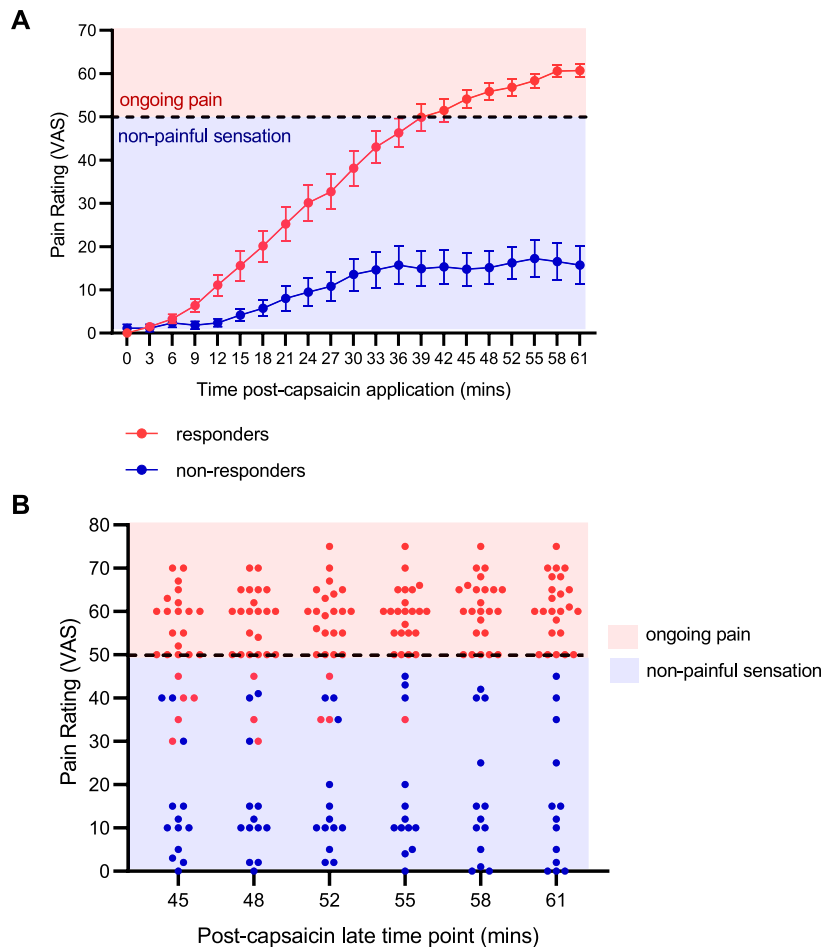 A
70
60
50
40
30
20
10
0
Pain Rating (VAS)
ongoing pain
non-painful sensation
0 3 6 9 12 15 18 21 24 27 30 33 36 39 42 45 48 52 55 58 61
Time post-capsaicin application (mins)
responders
non-responders
B
80
70
60
50
40
30
20
10
0
Pain Rating (VAS)
45 48 52 55 58 61
Post-capsaicin late time point (mins)
ongoing pain
non-painful sensation